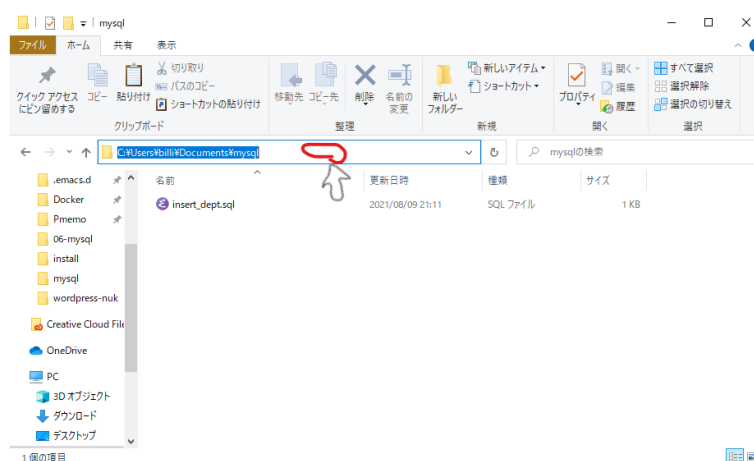 mysql
ファイル ホーム 共有 表示
クイック アクセスにピン留めする
コピー
貼り付け
切り取り
パスのコピー
ショートカットの貼り付け
クリップボード
移動先
コピー先
削除
名前の変更
整理
新しいフォルダー
新しいアイテム
ショートカット
新規
プロパティ
開く
編集
履歴
開く
すべて選択
選択解除
選択の切り替え
選択
C:¥Users¥billi¥Documents¥mysql
mysqlの検索
.emacs.d
Docker
Pmemo
06-mysql
install
mysql
wordpress-nuk
Creative Cloud File
OneDrive
PC
3D オブジェクト
ダウンロード
デスクトップ
名前 更新日時 種類 サイズ
insert_dept.sql 2021/08/09 21:11 SQL ファイル 1 KB
1 個の項目